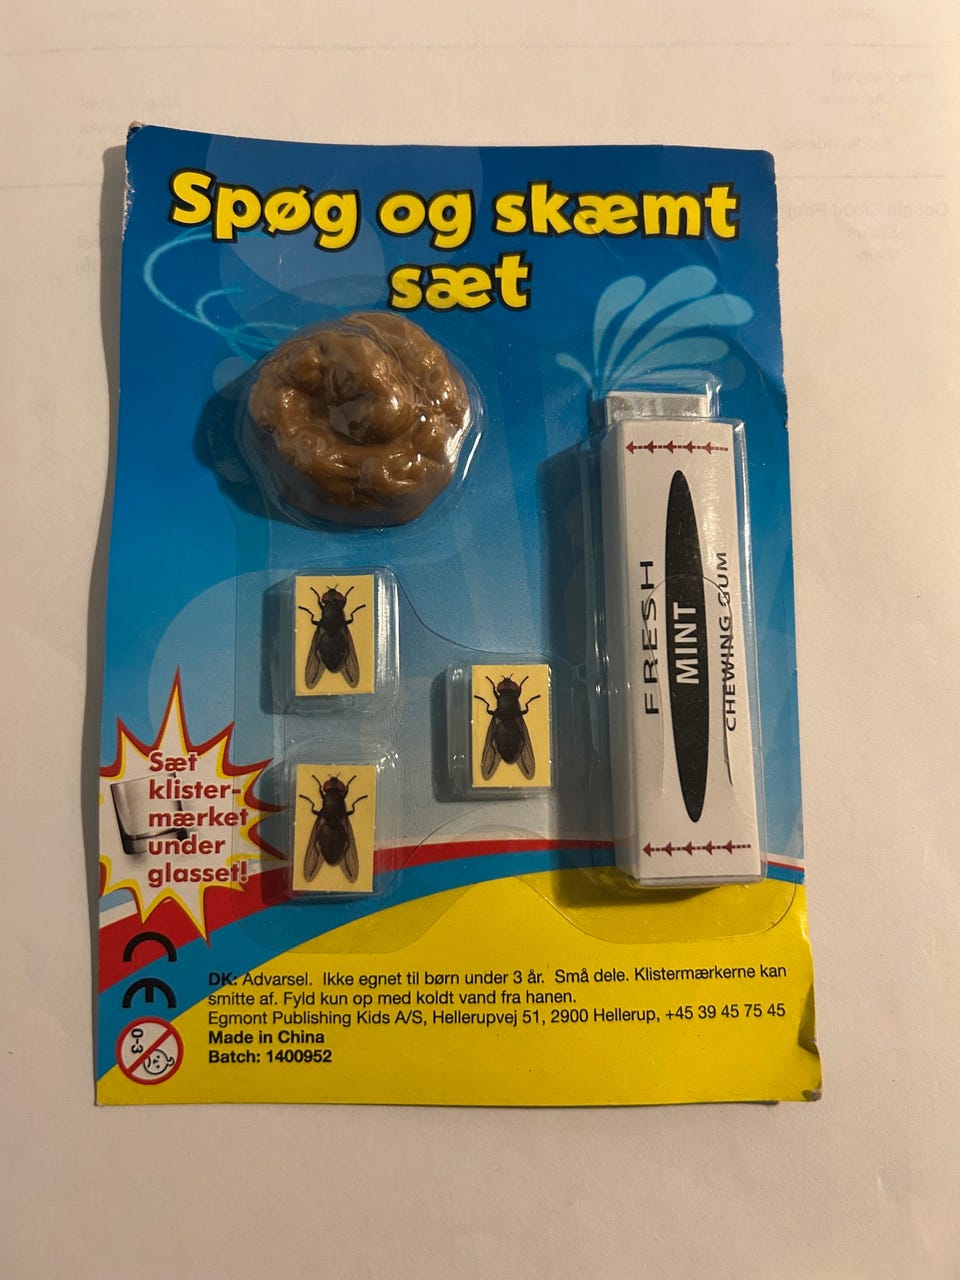 Spøg og skæmt
sæt
FRESH
MINT
CHEWING GUM
Sæt
klister-
mærket
under
glasset!
CE
0-3
DK: Advarsel. Ikke egnet til børn under 3 år. Små dele. Klistermærkerne kan
smitte af. Fyld kun op med koldt vand fra hanen.
Egmont Publishing Kids A/S, Hellerupvej 51, 2900 Hellerup, +45 39 45 75 45
Made in China
Batch: 1400952